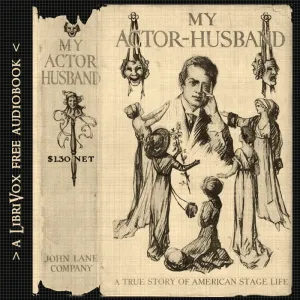 > A LIBRIVOX FREE AUDIOBOOK <
MY
ACTOR
HUSBAND
$1.30 NET
JOHN LANE
COMPANY
MY
ACTOR-HUSBAND
A TRUE STORY OF AMERICAN STAGE LIFE